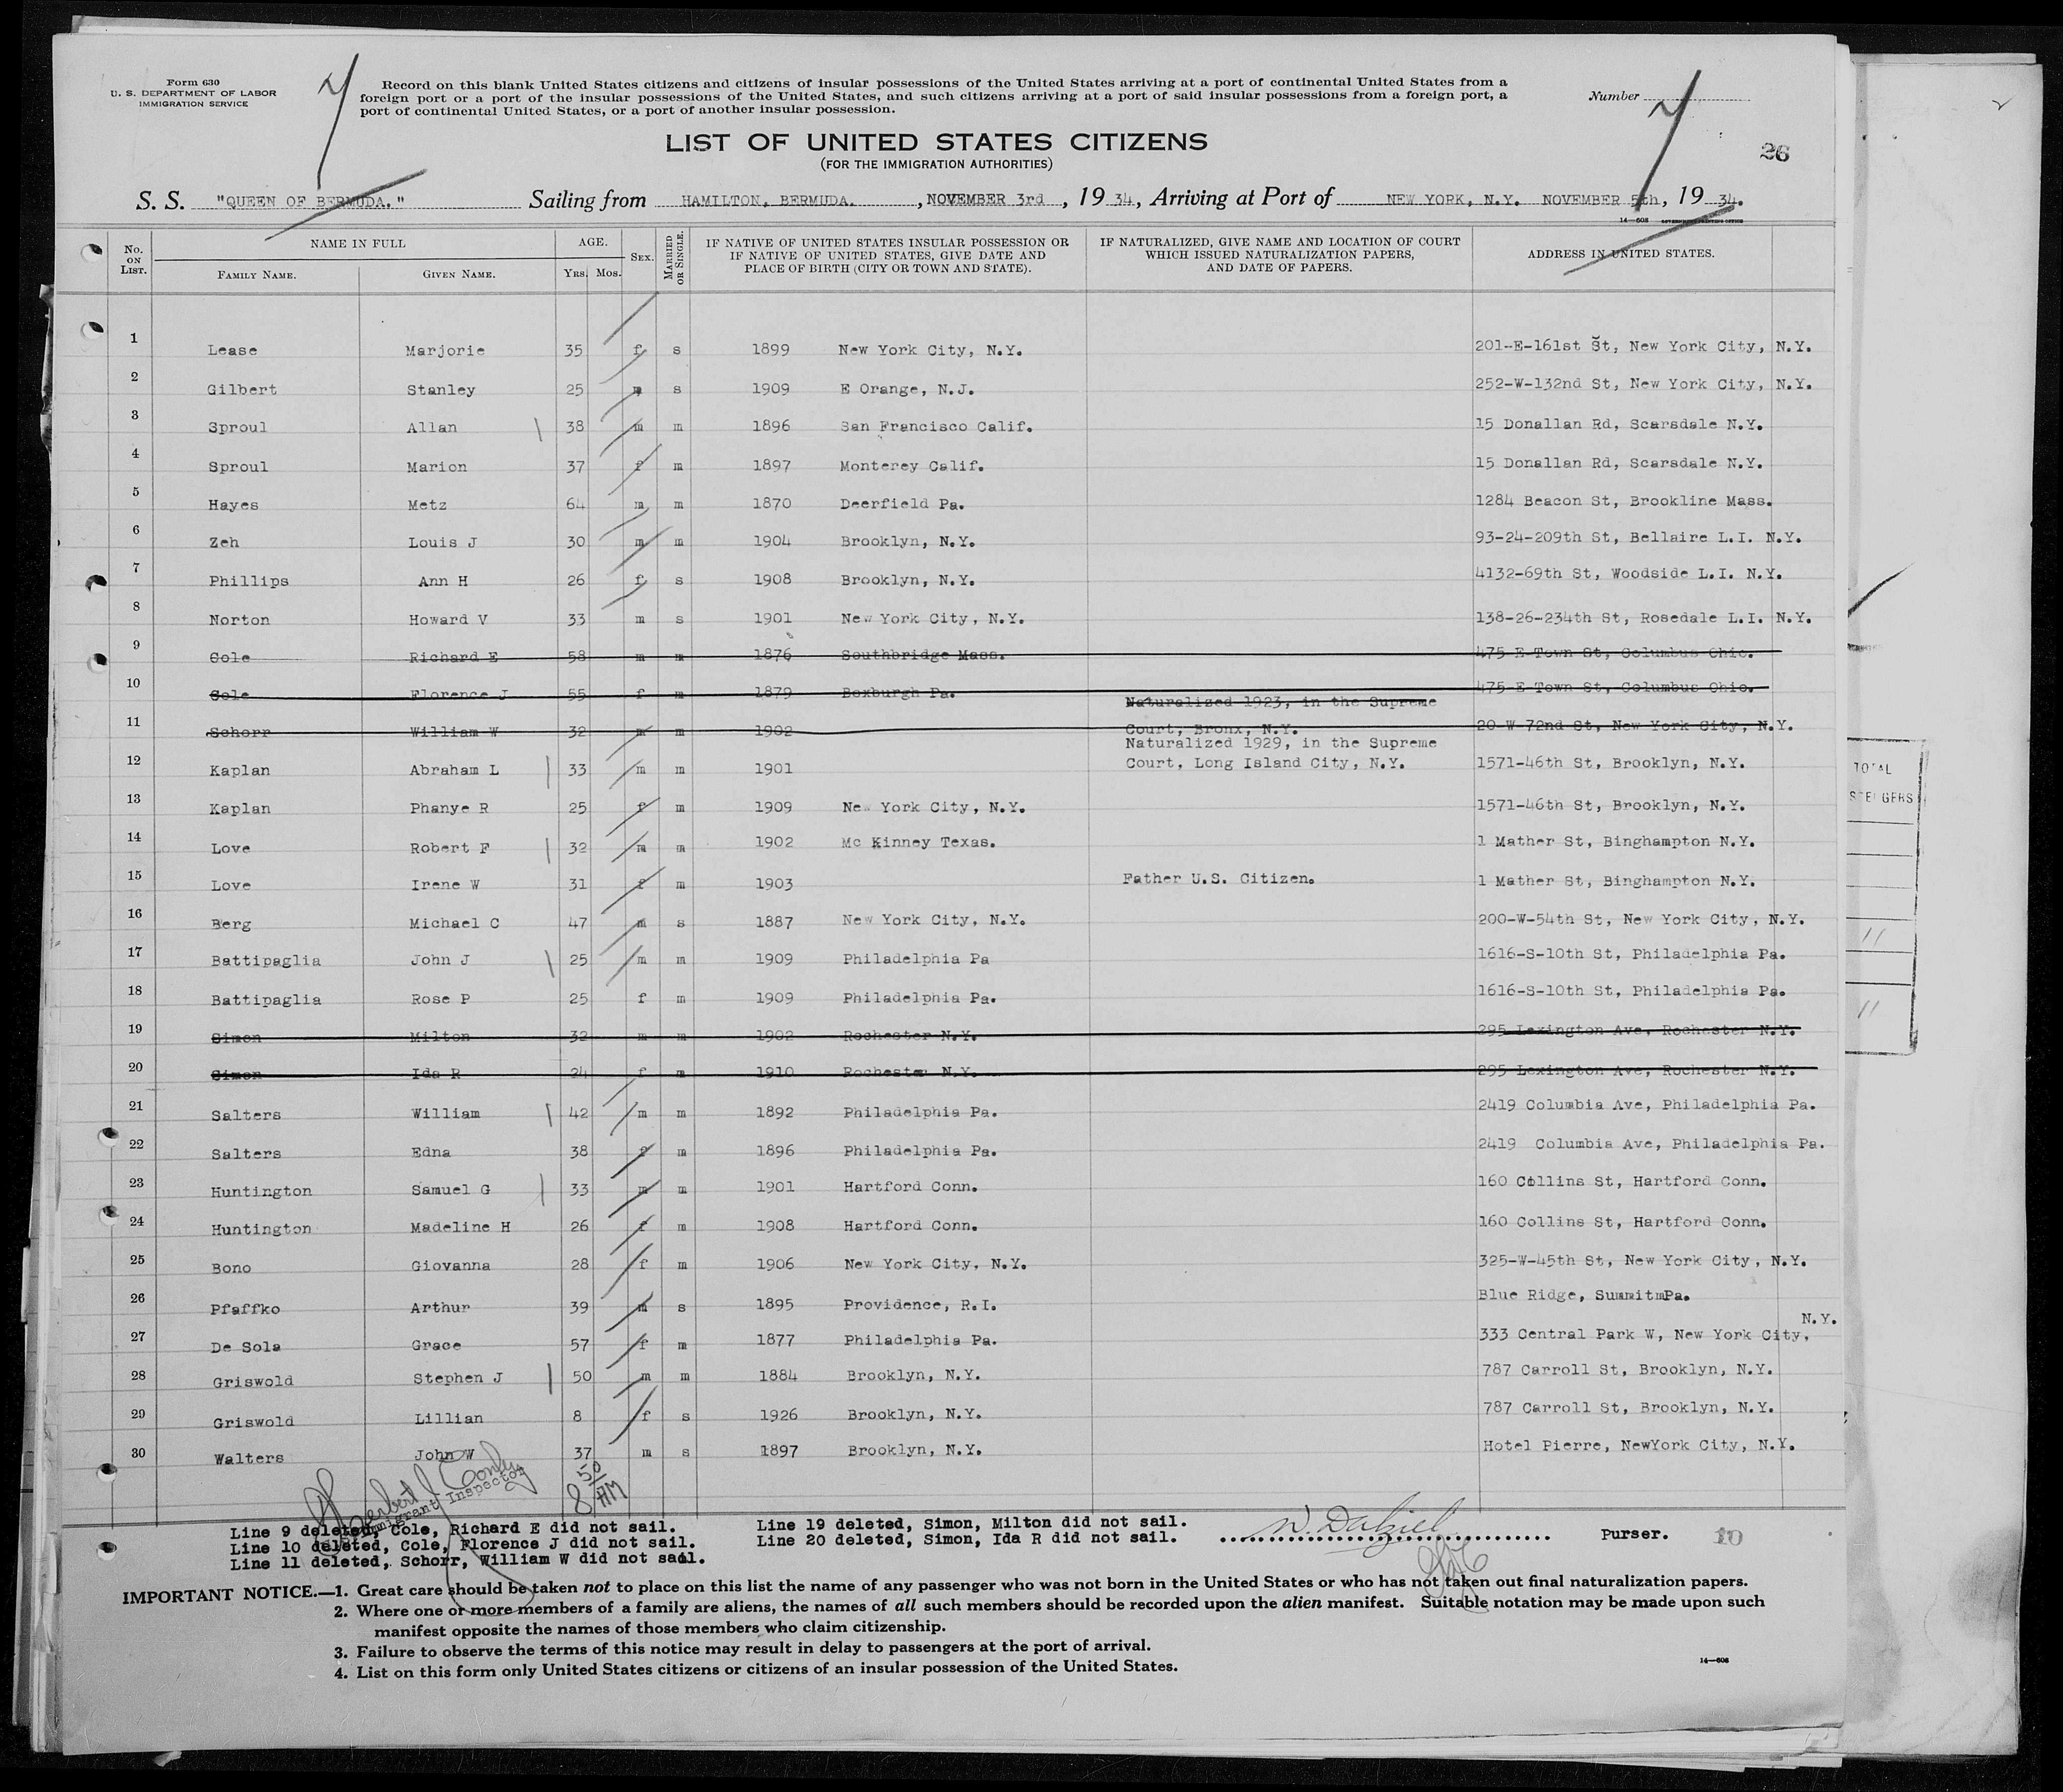 Form 630
U. S. DEPARTMENT OF LABOR
IMMIGRATION SERVICE
Record on this blank United States citizens and citizens of insular possessions of the United States arriving at a port of continental United States from a
foreign port or a port of the insular possessions of the United States, and such citizens arriving at a port of said insular possessions from a foreign port, a
port of continental United States, or a port of another insular possession.
Number
LIST OF UNITED STATES CITIZENS
(FOR THE IMMIGRATION AUTHORITIES)
26
S. S. "QUEEN OF BERMUDA." Sailing from HAMILTON, BERMUDA. , NOVEMBER 3rd , 19 34, Arriving at Port of NEW YORK, N.Y. NOVEMBER 5th, 19 34.
14—608 GOVERNMENT PRINTING OFFICE
No. ON LIST. NAME IN FULL FAMILY NAME. GIVEN NAME. AGE. Yrs. Mos. SEX. MARRIED OR SINGLE. IF NATIVE OF UNITED STATES INSULAR POSSESSION OR IF NATIVE OF UNITED STATES, GIVE DATE AND PLACE OF BIRTH (CITY OR TOWN AND STATE). IF NATURALIZED, GIVE NAME AND LOCATION OF COURT WHICH ISSUED NATURALIZATION PAPERS, AND DATE OF PAPERS. ADDRESS IN UNITED STATES.
1 Lease Marjorie 35 f s 1899 New York City, N.Y. 201-E-161st St, New York City, N.Y.
2 Gilbert Stanley 25 m s 1909 E Orange, N.J. 252-W-132nd St, New York City, N.Y.
3 Sproul Allan 38 m m 1896 San Francisco Calif. 15 Donallan Rd, Scarsdale N.Y.
4 Sproul Marion 37 f m 1897 Monterey Calif. 15 Donallan Rd, Scarsdale N.Y.
5 Hayes Metz 64 m m 1870 Deerfield Pa. 1284 Beacon St, Brookline Mass.
6 Zeh Louis J 30 m m 1904 Brooklyn, N.Y. 93-24-209th St, Bellaire L.I. N.Y.
7 Phillips Ann H 26 f s 1908 Brooklyn, N.Y. 4132-69th St, Woodside L.I. N.Y.
8 Norton Howard V 33 m s 1901 New York City, N.Y. 138-26-234th St, Rosedale L.I. N.Y.
9 Cole Richard E 58 m m 1876 Southbridge Mass. 475 E Town St, Columbus Ohio.
10 Cole Florence J 55 f m 1879 Boxburgh Pa. 475 E Town St, Columbus Ohio.
Naturalized 1923, in the Supreme
11 Schorr William W 32 m m 1902 Court, Bronx, N.Y. 20-W-72nd St, New York City, N.Y.
Naturalized 1929, in the Supreme
12 Kaplan Abraham L 33 m m 1901 Court, Long Island City, N.Y. 1571-46th St, Brooklyn, N.Y.
13 Kaplan Phanye R 25 f m 1909 New York City, N.Y. 1571-46th St, Brooklyn, N.Y.
14 Love Robert F 32 m m 1902 Mc Kinney Texas. 1 Mather St, Binghampton N.Y.
15 Love Irene W 31 f m 1903 Father U.S. Citizen. 1 Mather St, Binghampton N.Y.
16 Berg Michael C 47 m s 1887 New York City, N.Y. 200-W-54th St, New York City, N.Y.
17 Battipaglia John J 25 m m 1909 Philadelphia Pa 1616-S-10th St, Philadelphia Pa.
18 Battipaglia Rose P 25 f m 1909 Philadelphia Pa. 1616-S-10th St, Philadelphia Pa.
19 Simon Milton 32 m m 1902 Rochester N.Y. 295 Lexington Ave, Rochester N.Y.
20 Simon Ida R 24 f m 1910 Rochester N.Y. 295 Lexington Ave, Rochester N.Y.
21 Salters William 42 m m 1892 Philadelphia Pa. 2419 Columbia Ave, Philadelphia Pa.
22 Salters Edna 38 f m 1896 Philadelphia Pa. 2419 Columbia Ave, Philadelphia Pa.
23 Huntington Samuel G 33 m m 1901 Hartford Conn. 160 Collins St, Hartford Conn.
24 Huntington Madeline H 26 f m 1908 Hartford Conn. 160 Collins St, Hartford Conn.
25 Bono Giovanna 28 f m 1906 New York City, N.Y. 325-W-45th St, New York City, N.Y.
26 Pfaffko Arthur 39 m s 1895 Providence, R.I. Blue Ridge, SummitmPa.
N.Y.
27 De Sola Grace 57 f m 1877 Philadelphia Pa. 333 Central Park W, New York City,
28 Griswold Stephen J 50 m m 1884 Brooklyn, N.Y. 787 Carroll St, Brooklyn, N.Y.
29 Griswold Lillian 8 f s 1926 Brooklyn, N.Y. 787 Carroll St, Brooklyn, N.Y.
30 Walters John W 37 m s 1897 Brooklyn, N.Y. Hotel Pierre, NewYork City, N.Y.
Immigrant Inspector
8 50 AM
Line 9 deleted, Cole, Richard E did not sail. Line 19 deleted, Simon, Milton did not sail.
Line 10 deleted, Cole, Florence J did not sail. Line 20 deleted, Simon, Ida R did not sail. W. Dalziel Purser. 10
Line 11 deleted, Schorr, William W did not sail.
IMPORTANT NOTICE.—1. Great care should be taken not to place on this list the name of any passenger who was not born in the United States or who has not taken out final naturalization papers.
2. Where one or more members of a family are aliens, the names of all such members should be recorded upon the alien manifest. Suitable notation may be made upon such
manifest opposite the names of those members who claim citizenship.
3. Failure to observe the terms of this notice may result in delay to passengers at the port of arrival.
4. List on this form only United States citizens or citizens of an insular possession of the United States.
14—608
TOTAL
11
11